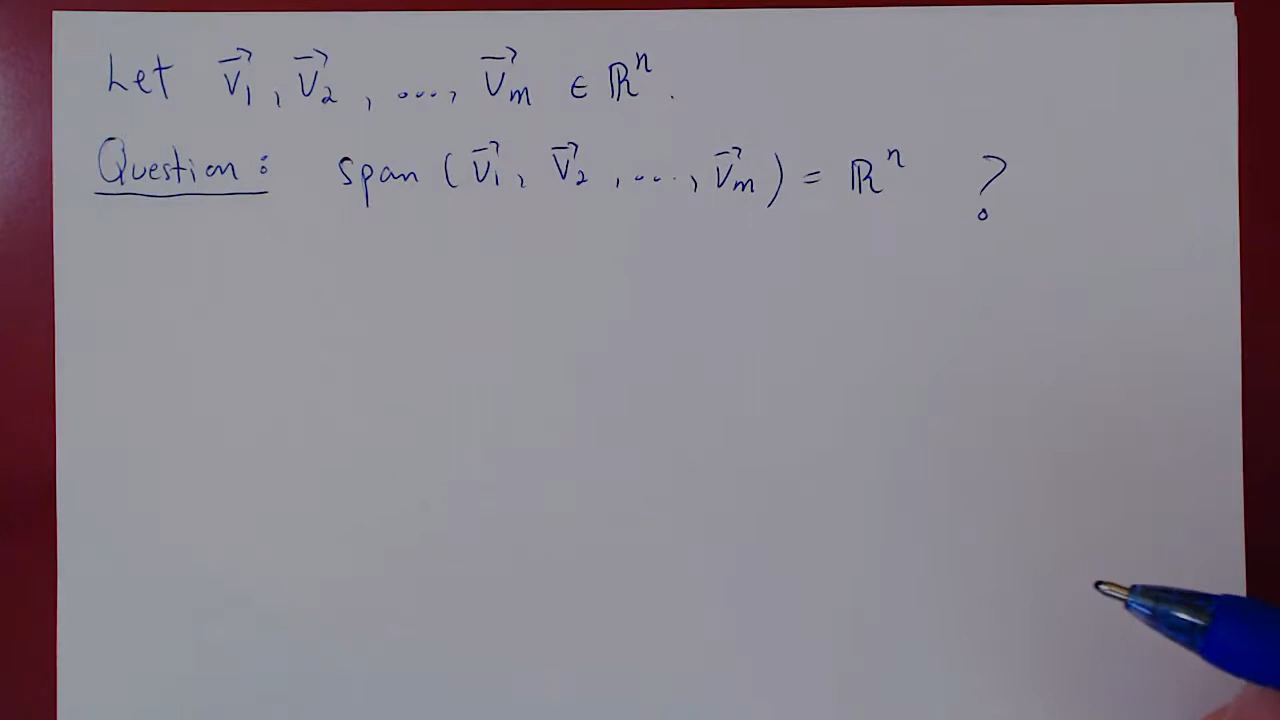 Let v⃗₁, v⃗₂, ...., v⃗ₘ ∈ ℝⁿ.
Question: span (v⃗₁, v⃗₂, ...., v⃗ₘ) = ℝⁿ ?